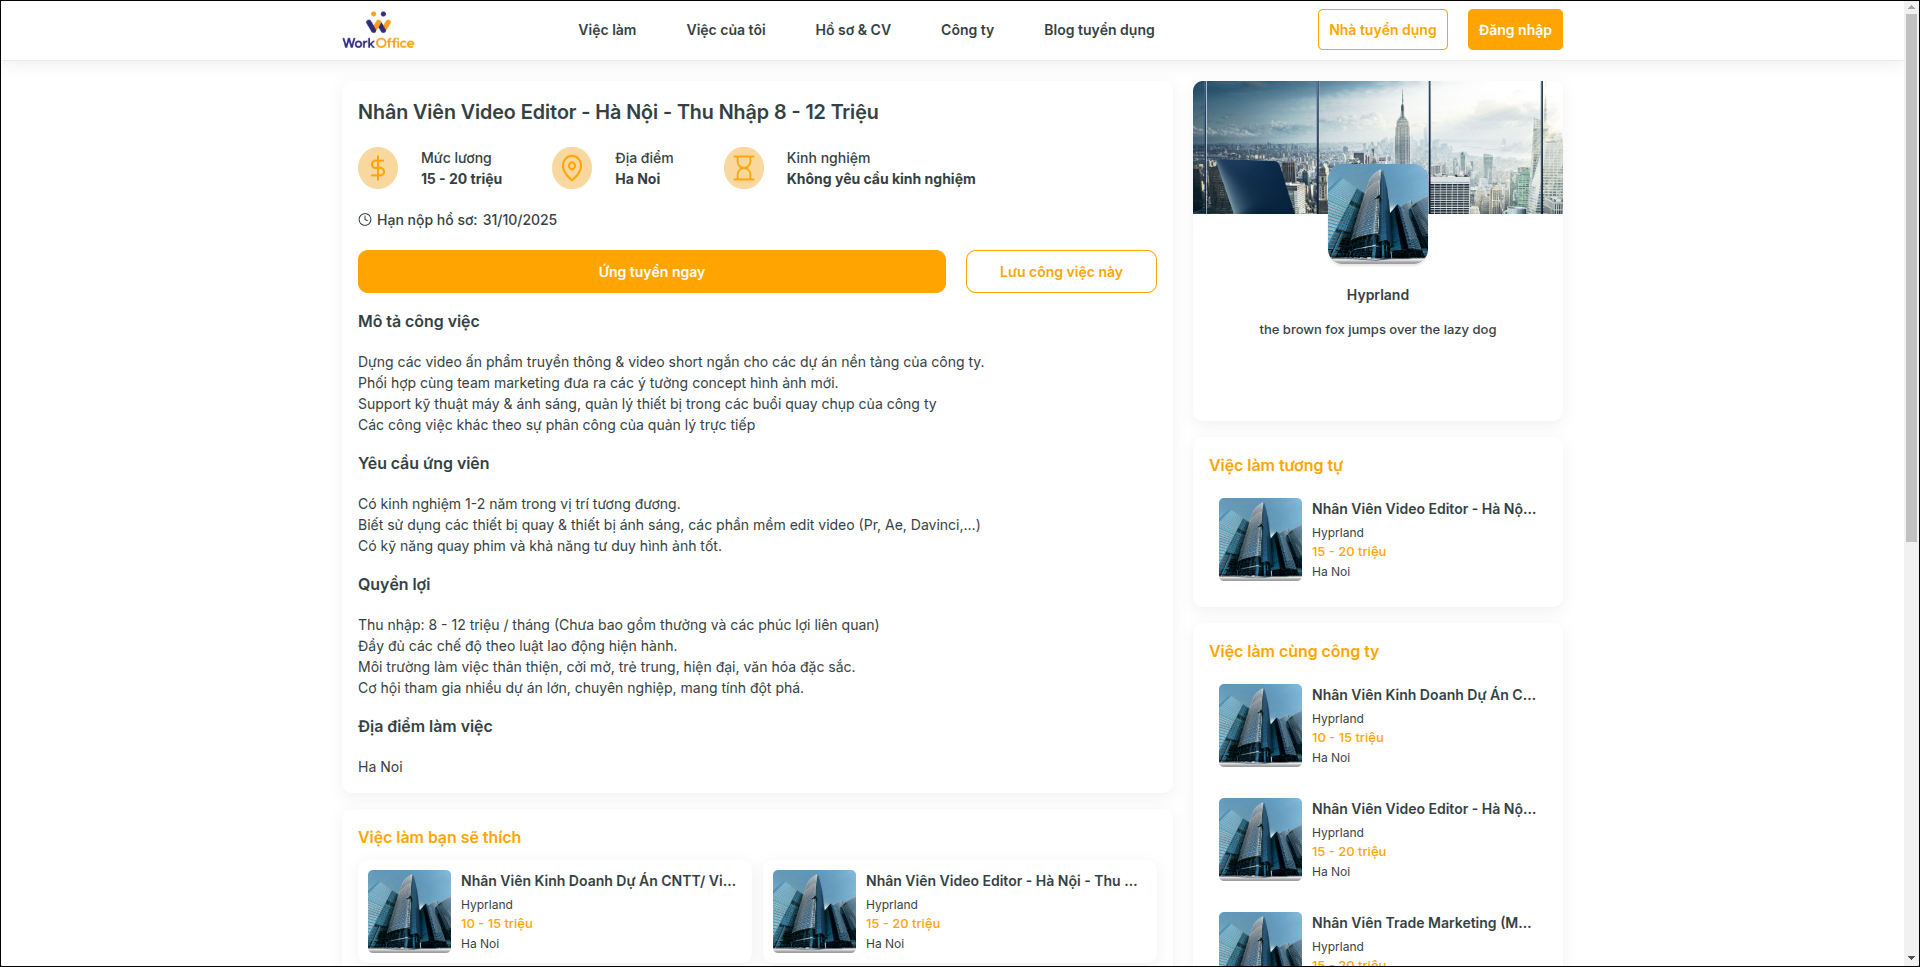 WorkOffice
Việc làm
Việc của tôi
Hồ sơ & CV
Công ty
Blog tuyển dụng
Nhà tuyển dụng
Đăng nhập
Nhân Viên Video Editor - Hà Nội - Thu Nhập 8 - 12 Triệu
Mức lương
15 - 20 triệu
Địa điểm
Ha Noi
Kinh nghiệm
Không yêu cầu kinh nghiệm
Hạn nộp hồ sơ: 31/10/2025
Ứng tuyển ngay
Lưu công việc này
Mô tả công việc
Dựng các video ấn phẩm truyền thông & video short ngắn cho các dự án nền tảng của công ty.
Phối hợp cùng team marketing đưa ra các ý tưởng concept hình ảnh mới.
Support kỹ thuật máy & ánh sáng, quản lý thiết bị trong các buổi quay chụp của công ty
Các công việc khác theo sự phân công của quản lý trực tiếp
Yêu cầu ứng viên
Có kinh nghiệm 1-2 năm trong vị trí tương đương.
Biết sử dụng các thiết bị quay & thiết bị ánh sáng, các phần mềm edit video (Pr, Ae, Davinci,...)
Có kỹ năng quay phim và khả năng tư duy hình ảnh tốt.
Quyền lợi
Thu nhập: 8 - 12 triệu / tháng (Chưa bao gồm thưởng và các phúc lợi liên quan)
Đầy đủ các chế độ theo luật lao động hiện hành.
Môi trường làm việc thân thiện, cởi mở, trẻ trung, hiện đại, văn hóa đặc sắc.
Cơ hội tham gia nhiều dự án lớn, chuyên nghiệp, mang tính đột phá.
Địa điểm làm việc
Ha Noi
Việc làm bạn sẽ thích
Nhân Viên Kinh Doanh Dự Án CNTT/ Vi...
Hyprland
10 - 15 triệu
Ha Noi
Nhân Viên Video Editor - Hà Nội - Thu ...
Hyprland
15 - 20 triệu
Ha Noi
Hyprland
the brown fox jumps over the lazy dog
Việc làm tương tự
Nhân Viên Video Editor - Hà Nộ...
Hyprland
15 - 20 triệu
Ha Noi
Việc làm cùng công ty
Nhân Viên Kinh Doanh Dự Án C...
Hyprland
10 - 15 triệu
Ha Noi
Nhân Viên Video Editor - Hà Nộ...
Hyprland
15 - 20 triệu
Ha Noi
Nhân Viên Trade Marketing (M...
Hyprland
15 - 20 triệu